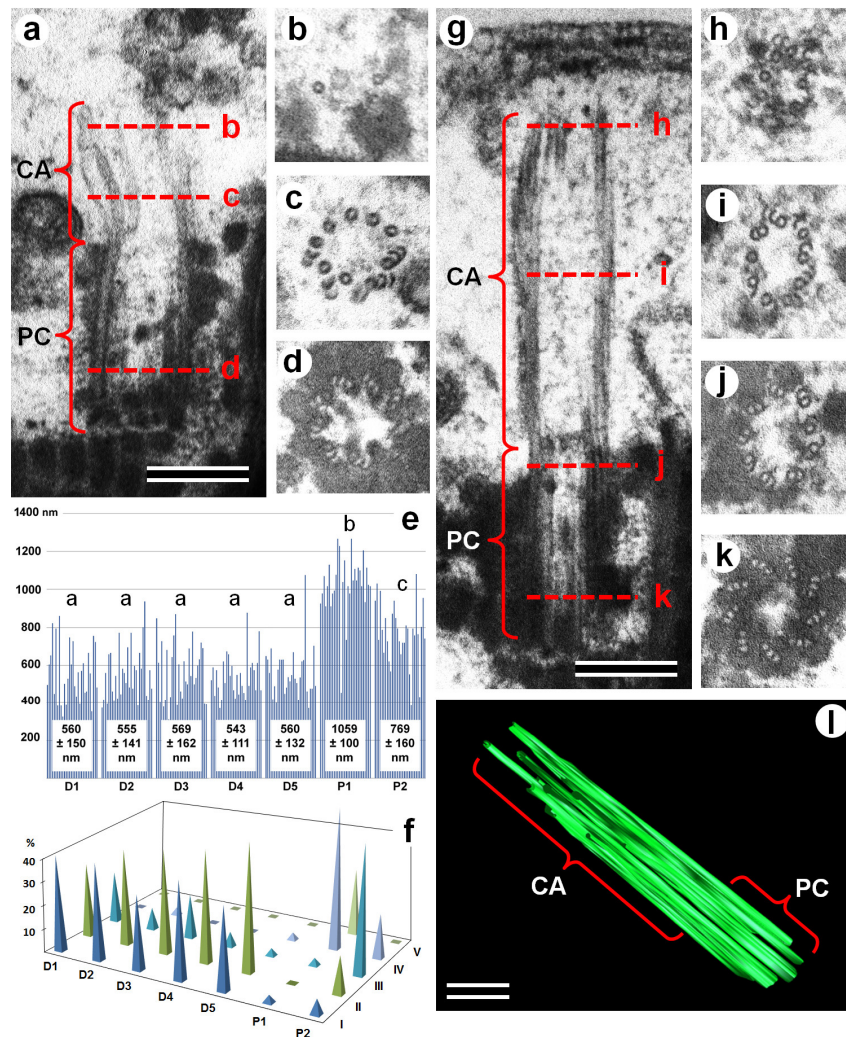 a
b
CA
c
PC
d
b
c
d
g
h
CA
i
j
PC
k
h
i
j
k
1400 nm
e
b
1200
1000
a a a a a c
800
600
400
200
560 ± 150 nm
555 ± 141 nm
569 ± 162 nm
543 ± 111 nm
560 ± 132 nm
1059 ± 100 nm
769 ± 160 nm
D1 D2 D3 D4 D5 P1 P2
f
%
40
30
20
10
D1
D2
D3
D4
D5
P1
P2
I
II
III
IV
V
l
CA
PC